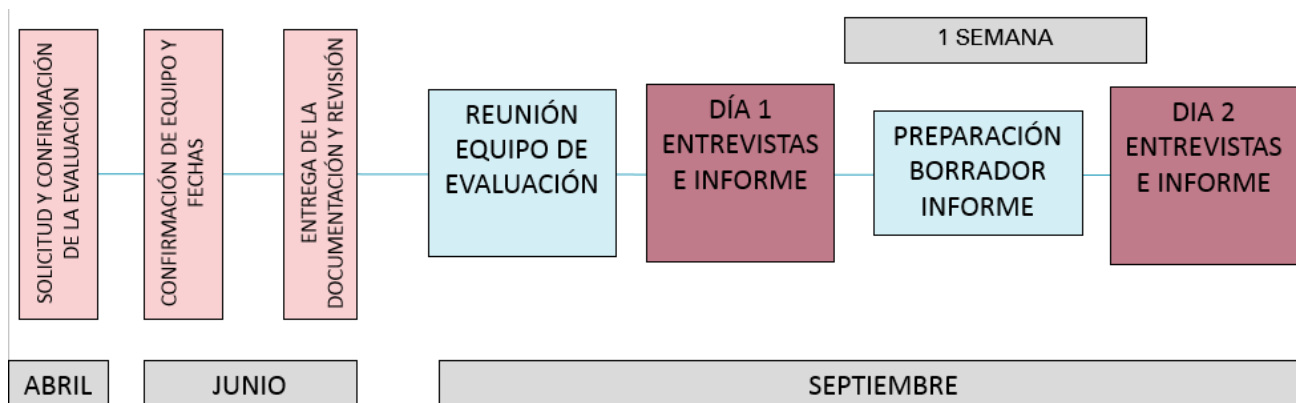 1 SEMANA
SOLICITUD Y CONFIRMACIÓN
DE LA EVALUACIÓN
CONFIRMACIÓN DE EQUIPO Y
FECHAS
ENTREGA DE LA
DOCUMENTACIÓN Y REVISIÓN
REUNIÓN
EQUIPO DE
EVALUACIÓN
DÍA 1
ENTREVISTAS
E INFORME
PREPARACIÓN
BORRADOR
INFORME
DIA 2
ENTREVISTAS
E INFORME
ABRIL
JUNIO
SEPTIEMBRE